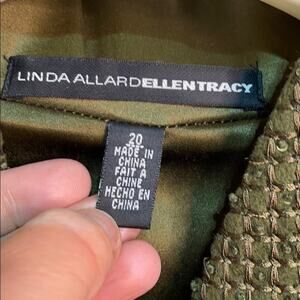 LINDA ALLARDELLENTRACY
20
MADE IN
CHINA
FAIT A
CHINE
HECHO EN
CHINA